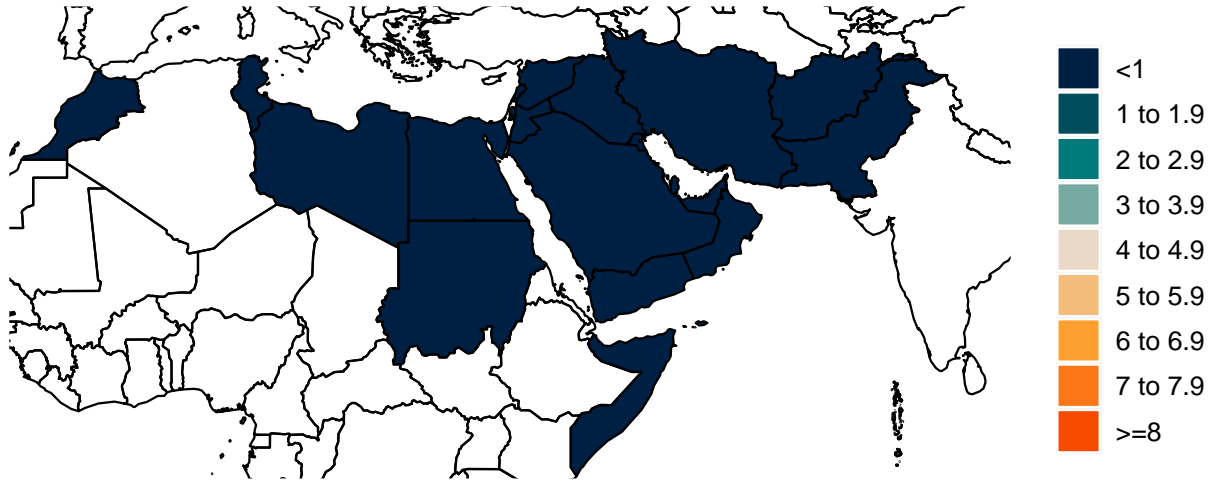 <1
1 to 1.9
2 to 2.9
3 to 3.9
4 to 4.9
5 to 5.9
6 to 6.9
7 to 7.9
>=8